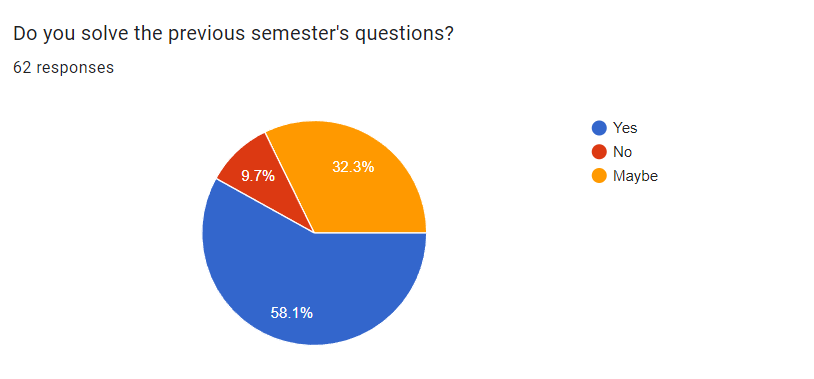 Do you solve the previous semester's questions?
62 responses
Yes
No
Maybe
32.3%
9.7%
58.1%